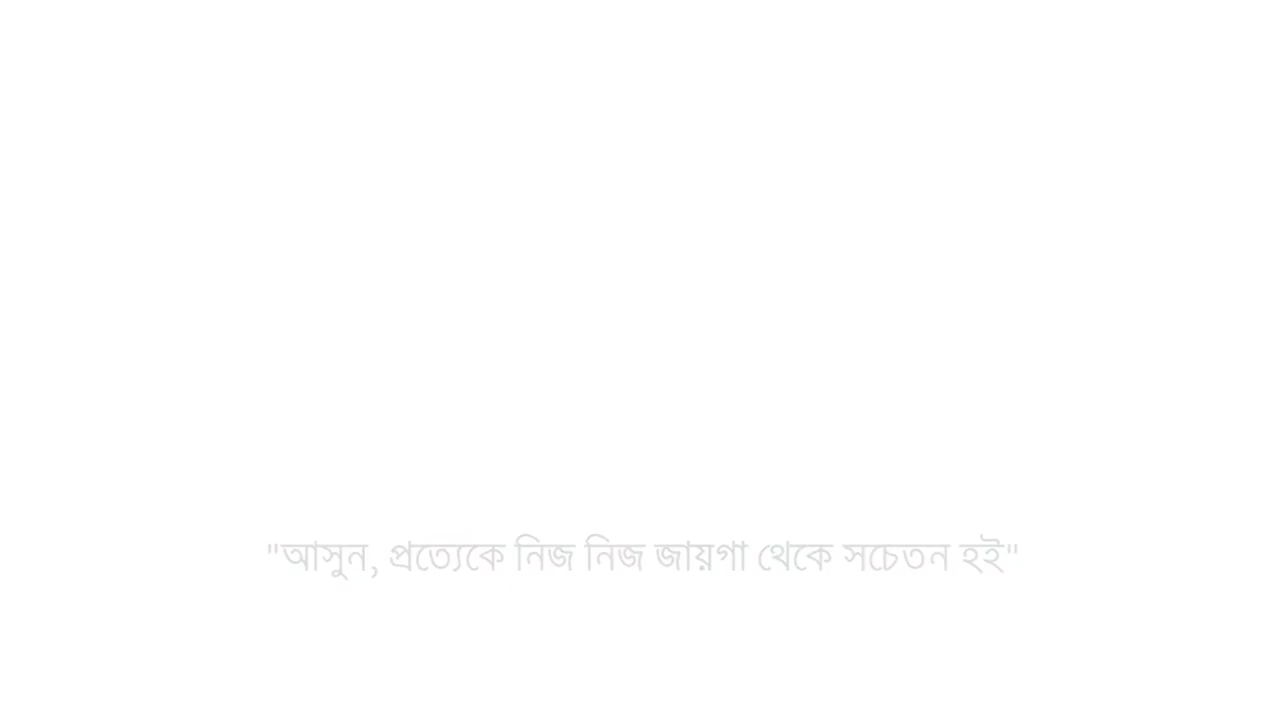 "আসুন, প্রত্যেকে নিজ নিজ জায়গা থেকে সচেতন হই"